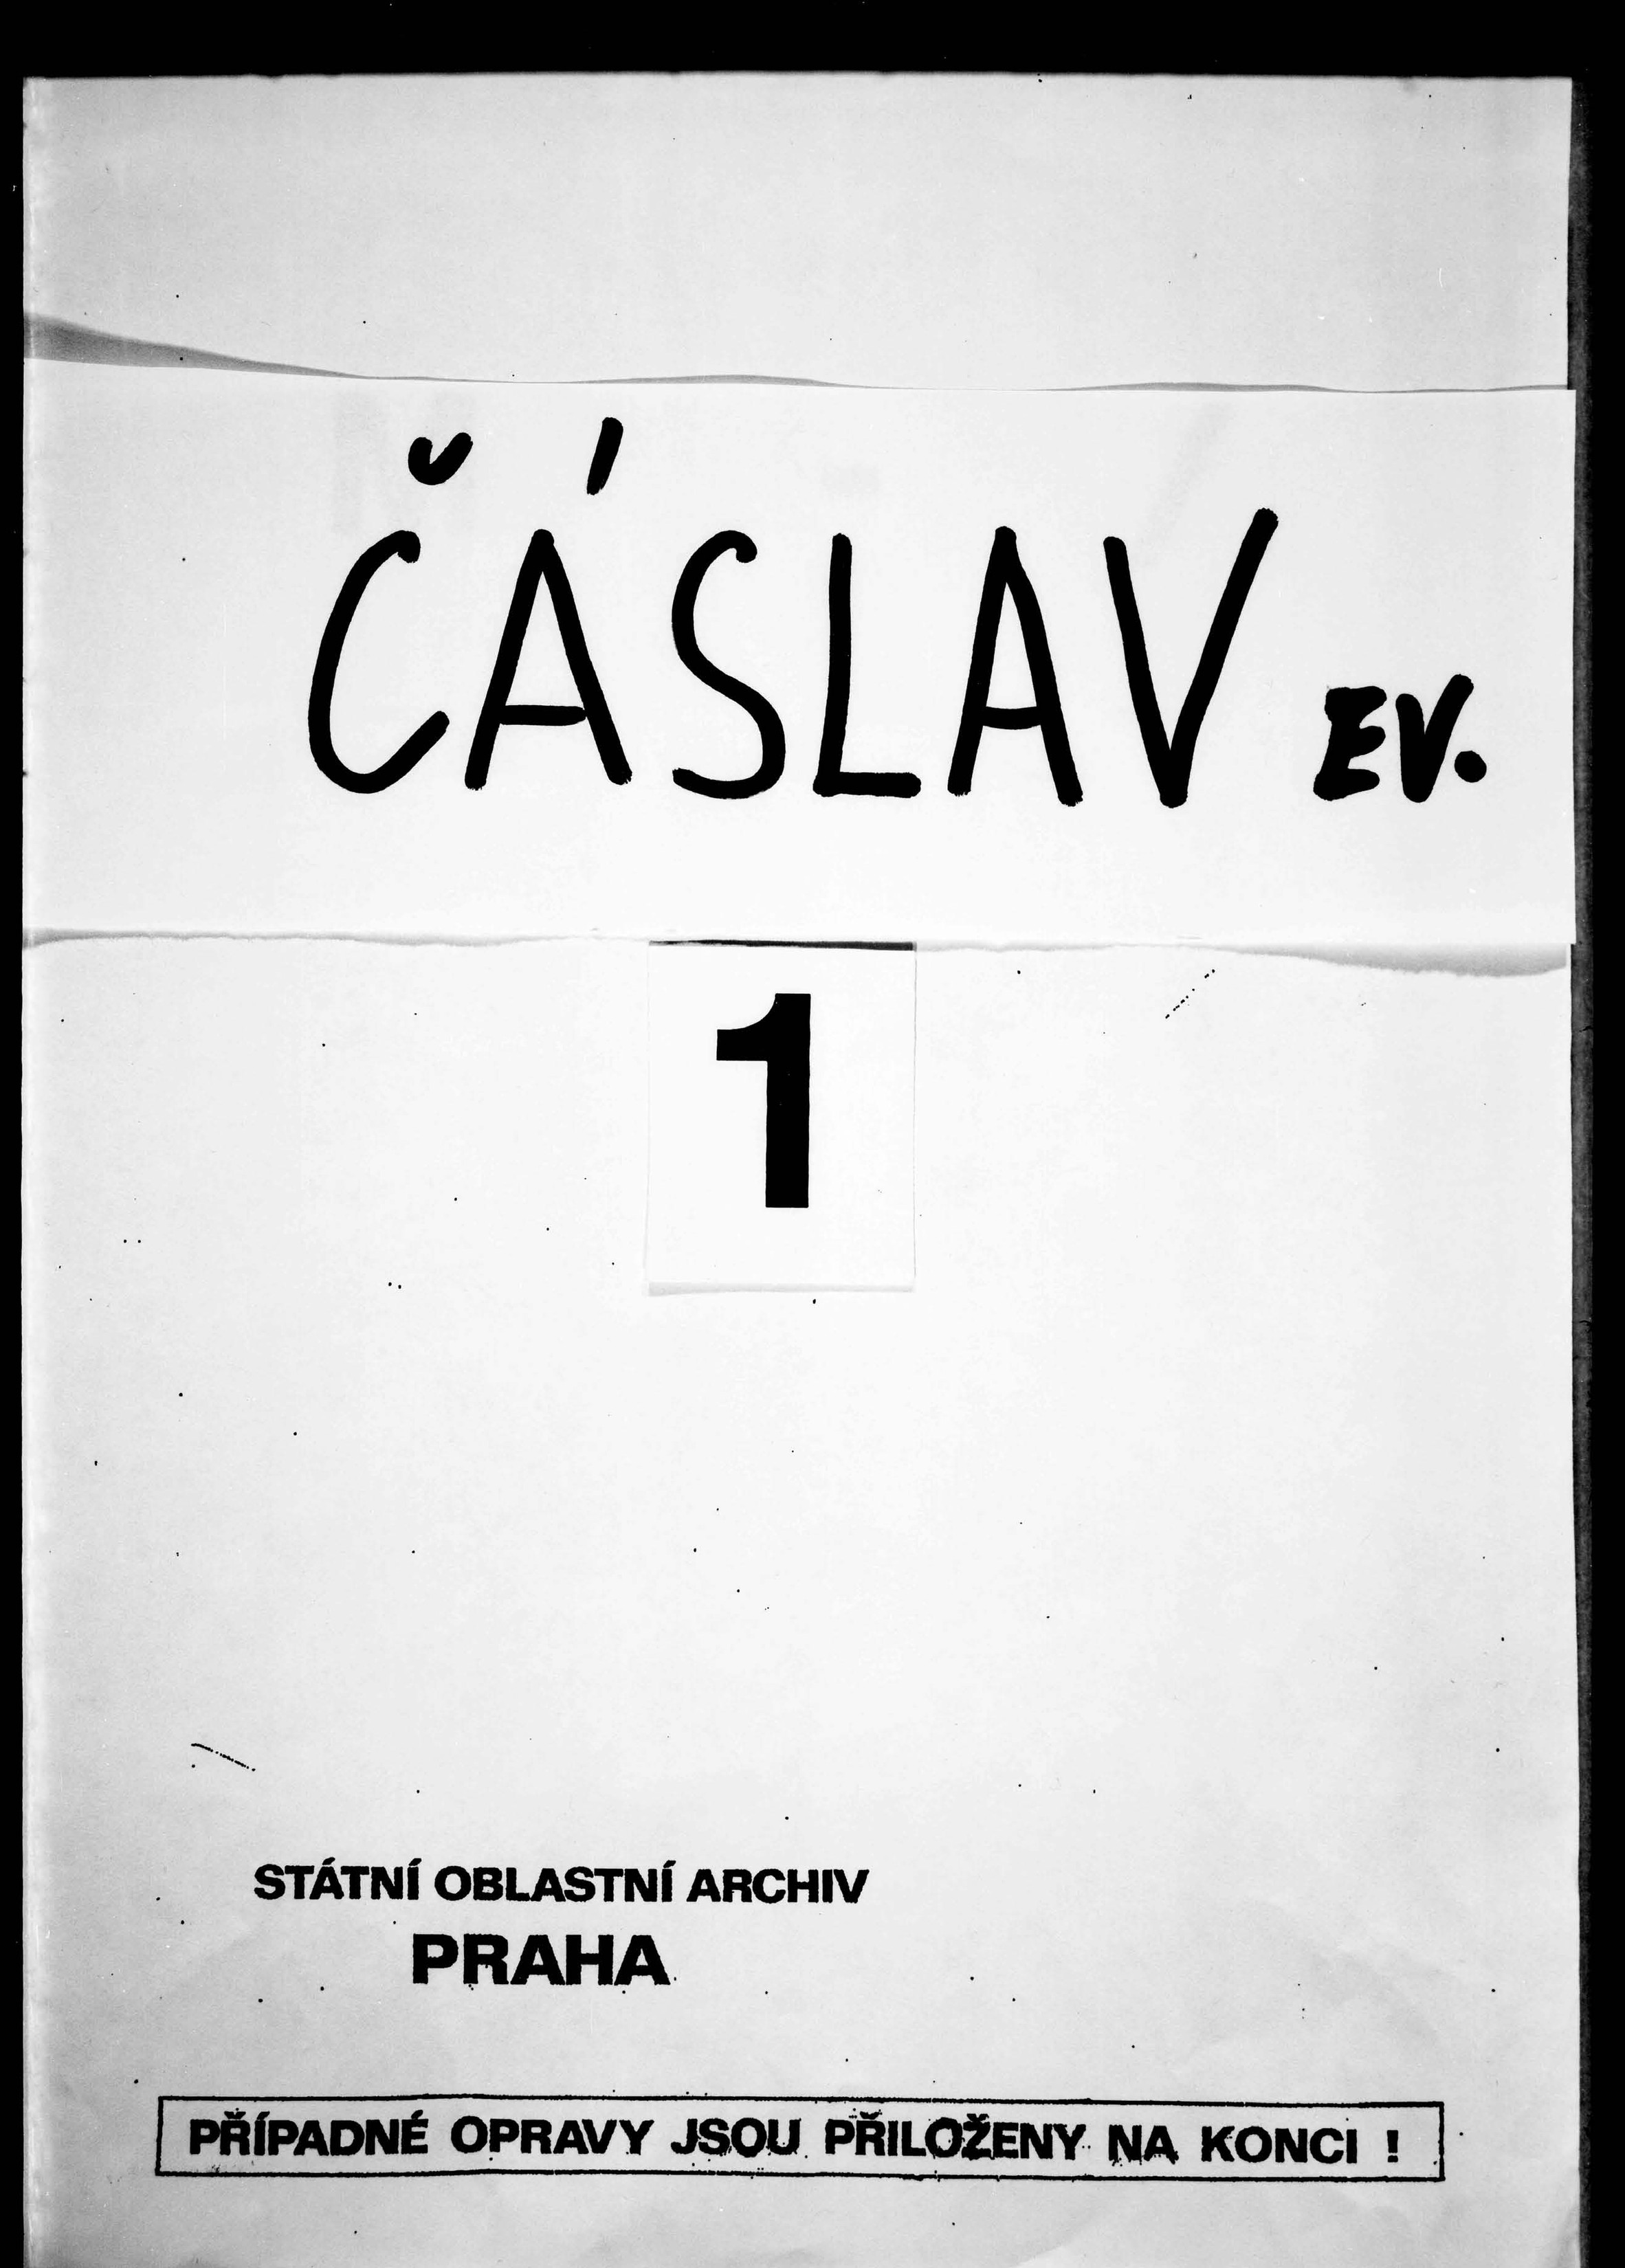 ČÁSLAV EV.
1
STÁTNÍ OBLASTNÍ ARCHIV
PRAHA
PŘÍPADNÉ OPRAVY JSOU PŘILOŽENY NA KONCI !